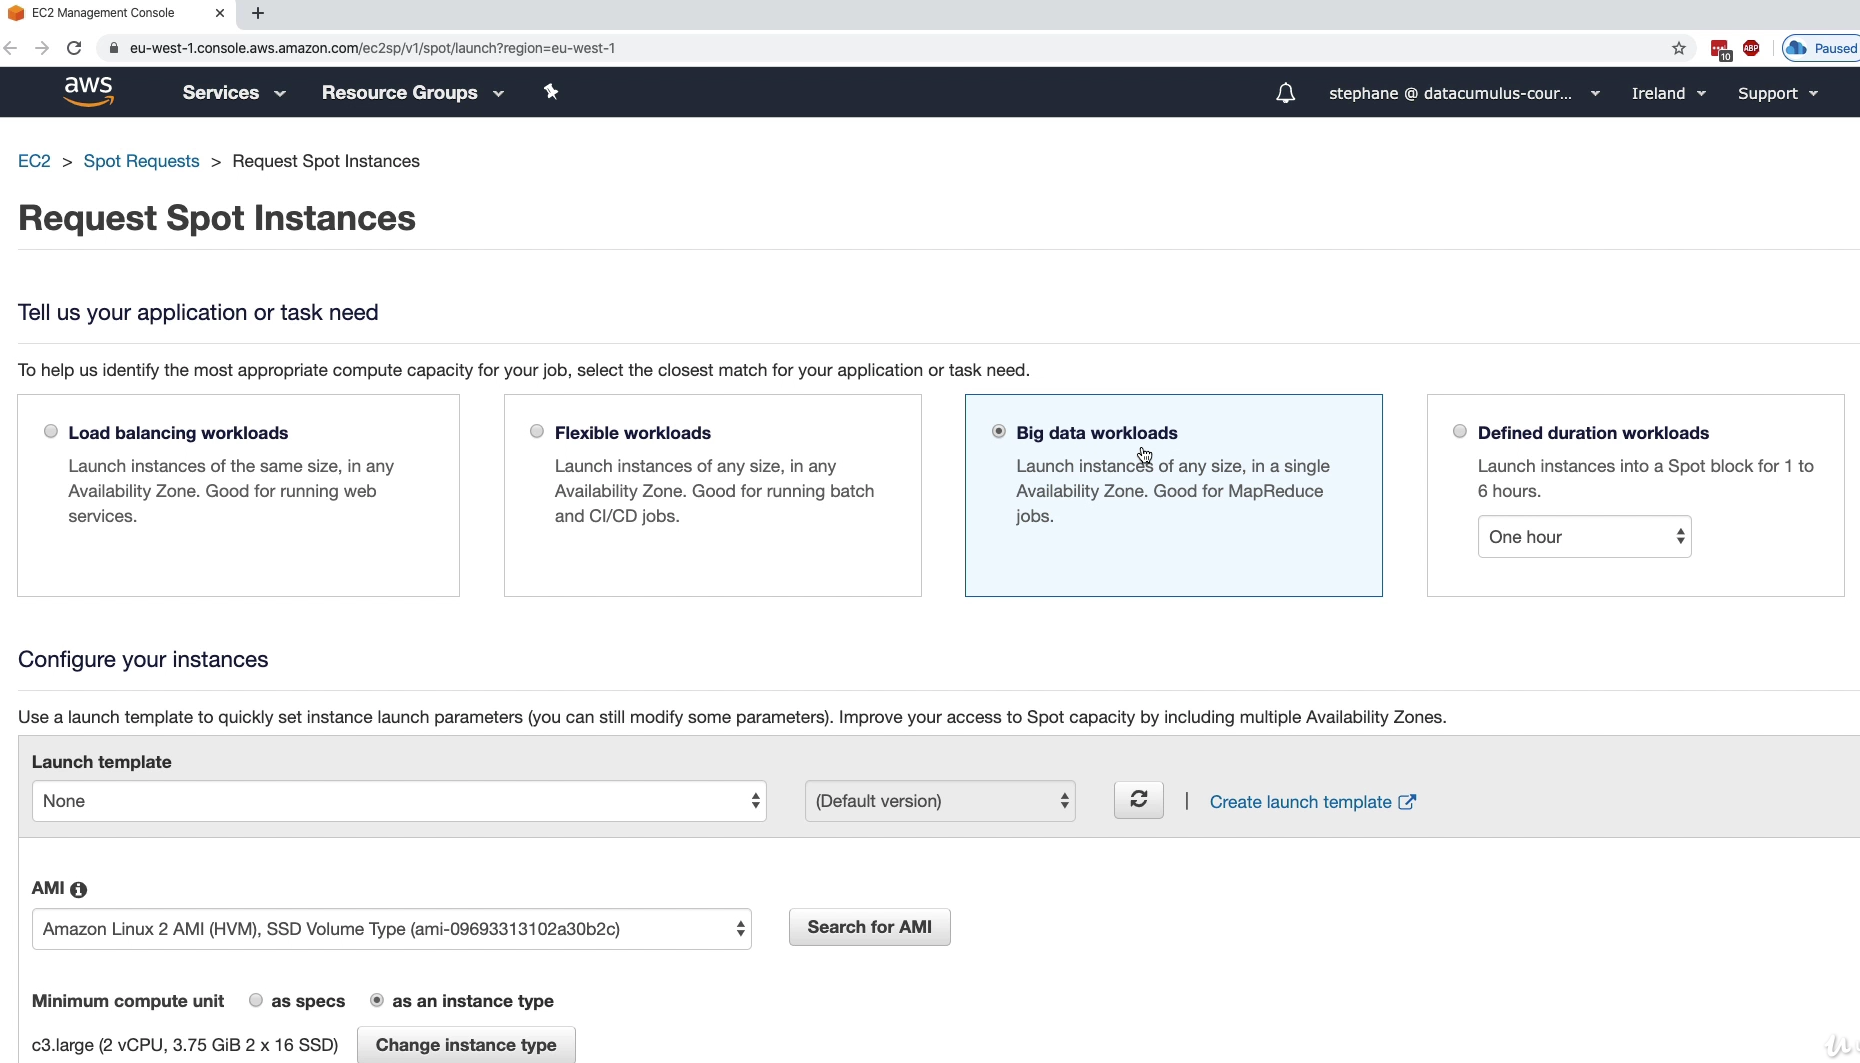 EC2 Management Console
eu-west-1.console.aws.amazon.com/ec2sp/v1/spot/launch?region=eu-west-1
10
ABP
Paused
aws
Services
Resource Groups
stephane @ datacumulus-cour...
Ireland
Support
EC2 > Spot Requests > Request Spot Instances
Request Spot Instances
Tell us your application or task need
To help us identify the most appropriate compute capacity for your job, select the closest match for your application or task need.
Load balancing workloads
Launch instances of the same size, in any
Availability Zone. Good for running web
services.
Flexible workloads
Launch instances of any size, in any
Availability Zone. Good for running batch
and CI/CD jobs.
Big data workloads
Launch instances of any size, in a single
Availability Zone. Good for MapReduce
jobs.
Defined duration workloads
Launch instances into a Spot block for 1 to
6 hours.
One hour
Configure your instances
Use a launch template to quickly set instance launch parameters (you can still modify some parameters). Improve your access to Spot capacity by including multiple Availability Zones.
Launch template
None
(Default version)
| Create launch template
AMI
Amazon Linux 2 AMI (HVM), SSD Volume Type (ami-09693313102a30b2c)
Search for AMI
Minimum compute unit
as specs
as an instance type
c3.large (2 vCPU, 3.75 GiB 2 x 16 SSD)
Change instance type